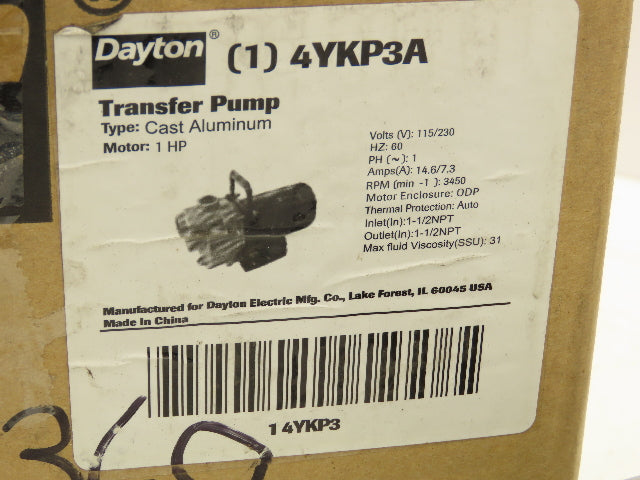 Dayton® (1) 4YKP3A
Transfer Pump
Type: Cast Aluminum
Motor: 1 HP
Volts (V): 115/230
HZ: 60
PH (~): 1
Amps(A): 14.6/7.3
RPM (min -1 ): 3450
Motor Enclosure: ODP
Thermal Protection: Auto
Inlet(In):1-1/2NPT
Outlet(In):1-1/2NPT
Max fluid Viscosity(SSU): 31
Manufactured for Dayton Electric Mfg. Co., Lake Forest, IL 60045 USA
Made in China
1 4YKP3
360